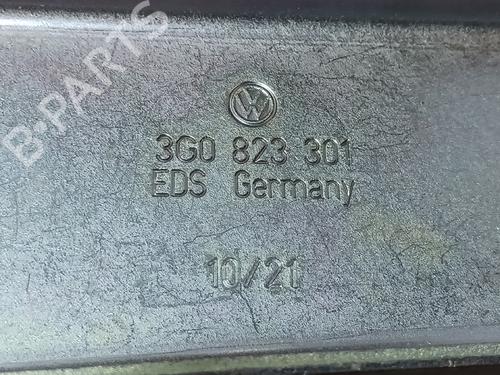 B-PARTS
3G0 823 301
EDS Germany
10/21